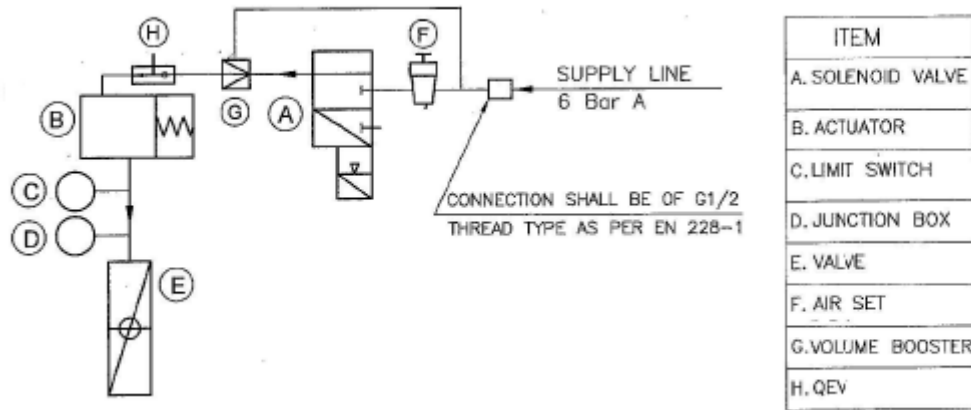 H
F
G
A
B
C
D
E
SUPPLY LINE
6 Bar A
CONNECTION SHALL BE OF G1/2
THREAD TYPE AS PER EN 228-1
ITEM
A. SOLENOID VALVE
B. ACTUATOR
C. LIMIT SWITCH
D. JUNCTION BOX
E. VALVE
F. AIR SET
G. VOLUME BOOSTER
H. QEV